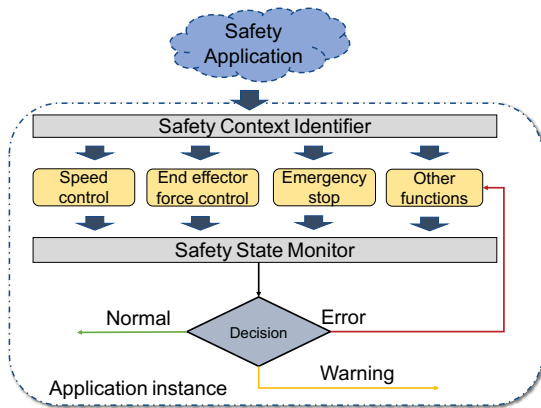 Safety
Application
Safety Context Identifier
Speed
control
End effector
force control
Emergency
stop
Other
functions
Safety State Monitor
Normal
Decision
Error
Warning
Application instance